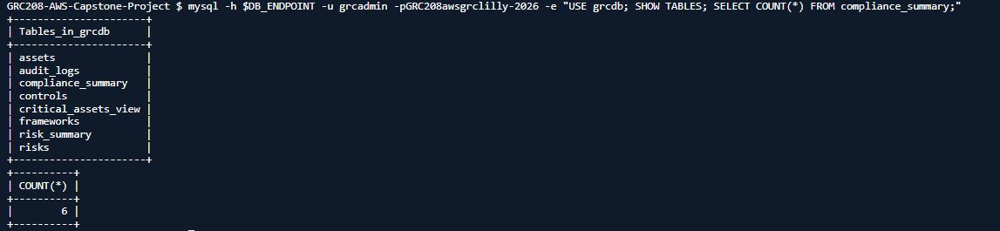 GRC208-AWS-Capstone-Project $ mysql -h $DB_ENDPOINT -u grcadmin -pGRC208awsgrclilly-2026 -e "USE grcdb; SHOW TABLES; SELECT COUNT(*) FROM compliance_summary;"
+----------------------+
| Tables_in_grcdb      |
+----------------------+
| assets               |
| audit_logs           |
| compliance_summary   |
| controls             |
| critical_assets_view |
| frameworks           |
| risk_summary         |
| risks                |
+----------------------+
+----------+
| COUNT(*) |
+----------+
|        6 |
+----------+